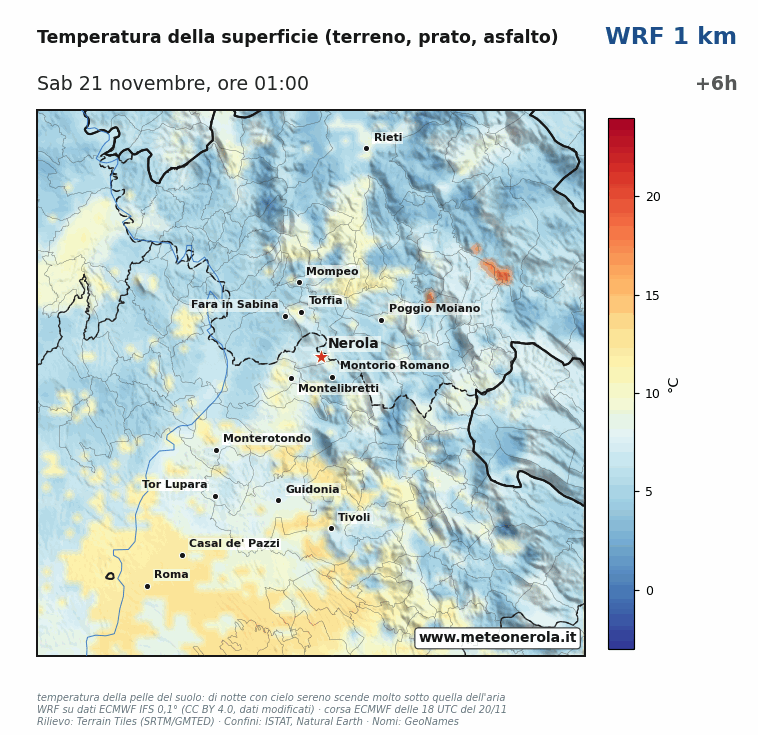 Temperatura della superficie (terreno, prato, asfalto)
WRF 1 km
Sab 21 novembre, ore 01:00
+6h
Rieti
Mompeo
Fara in Sabina
Toffia
Poggio Moiano
Nerola
Montorio Romano
Montelibretti
Monterotondo
Tor Lupara
Guidonia
Tivoli
Casal de' Pazzi
Roma
www.meteonerola.it
20
15
10
5
0
°C
temperatura della pelle del suolo: di notte con cielo sereno scende molto sotto quella dell'aria
WRF su dati ECMWF IFS 0,1° (CC BY 4.0, dati modificati) · corsa ECMWF delle 18 UTC del 20/11
Rilievo: Terrain Tiles (SRTM/GMTED) · Confini: ISTAT, Natural Earth · Nomi: GeoNames